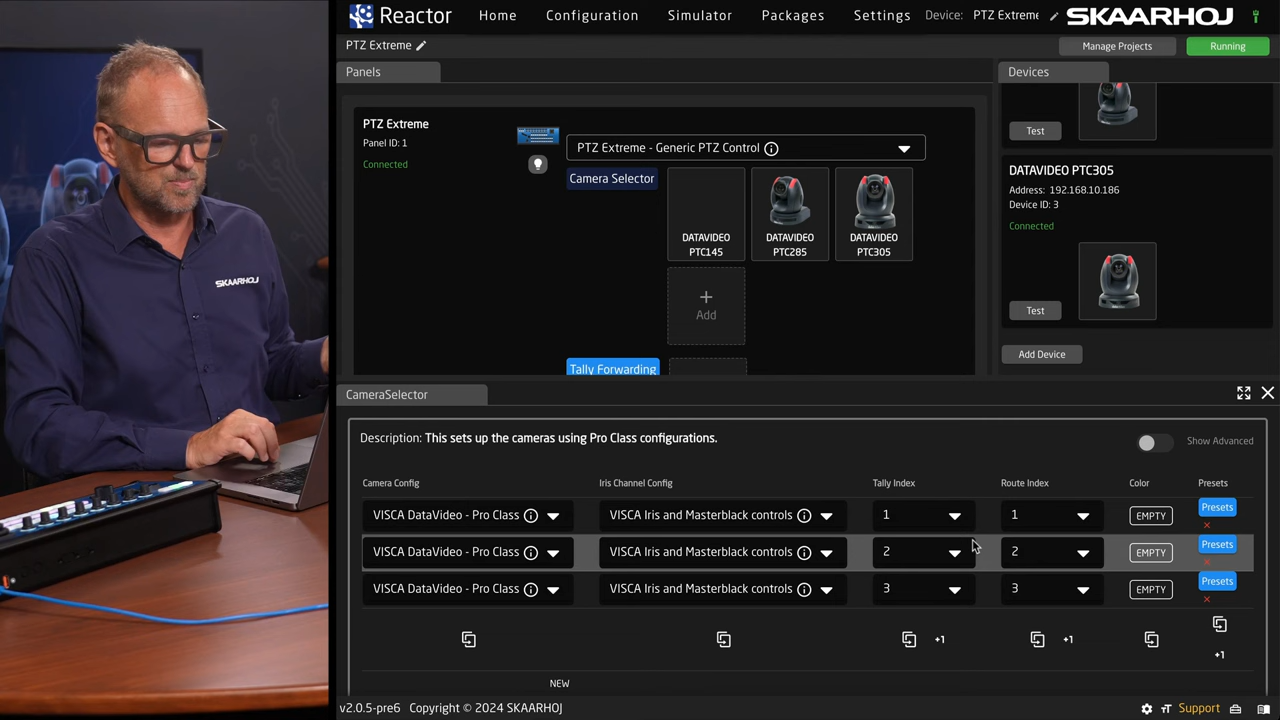 Reactor
Home
Configuration
Simulator
Packages
Settings
Device:
PTZ Extreme
SKAARHOJ
PTZ Extreme
Manage Projects
Running
Panels
Devices
PTZ Extreme
Panel ID: 1
Connected
PTZ Extreme - Generic PTZ Control
Camera Selector
DATAVIDEO
PTC145
DATAVIDEO
PTC285
DATAVIDEO
PTC305
+
Add
Tally Forwarding
Test
DATAVIDEO PTC305
Address: 192.168.10.186
Device ID: 3
Connected
Test
Add Device
SKAARHOJ
CameraSelector
Description: This sets up the cameras using Pro Class configurations.
Show Advanced
Camera Config
Iris Channel Config
Tally Index
Route Index
Color
Presets
VISCA DataVideo - Pro Class
VISCA Iris and Masterblack controls
1
1
EMPTY
Presets
VISCA DataVideo - Pro Class
VISCA Iris and Masterblack controls
2
2
EMPTY
Presets
VISCA DataVideo - Pro Class
VISCA Iris and Masterblack controls
3
3
EMPTY
Presets
+1
+1
+1
NEW
v2.0.5-pre6
Copyright © 2024 SKAARHOJ
Support